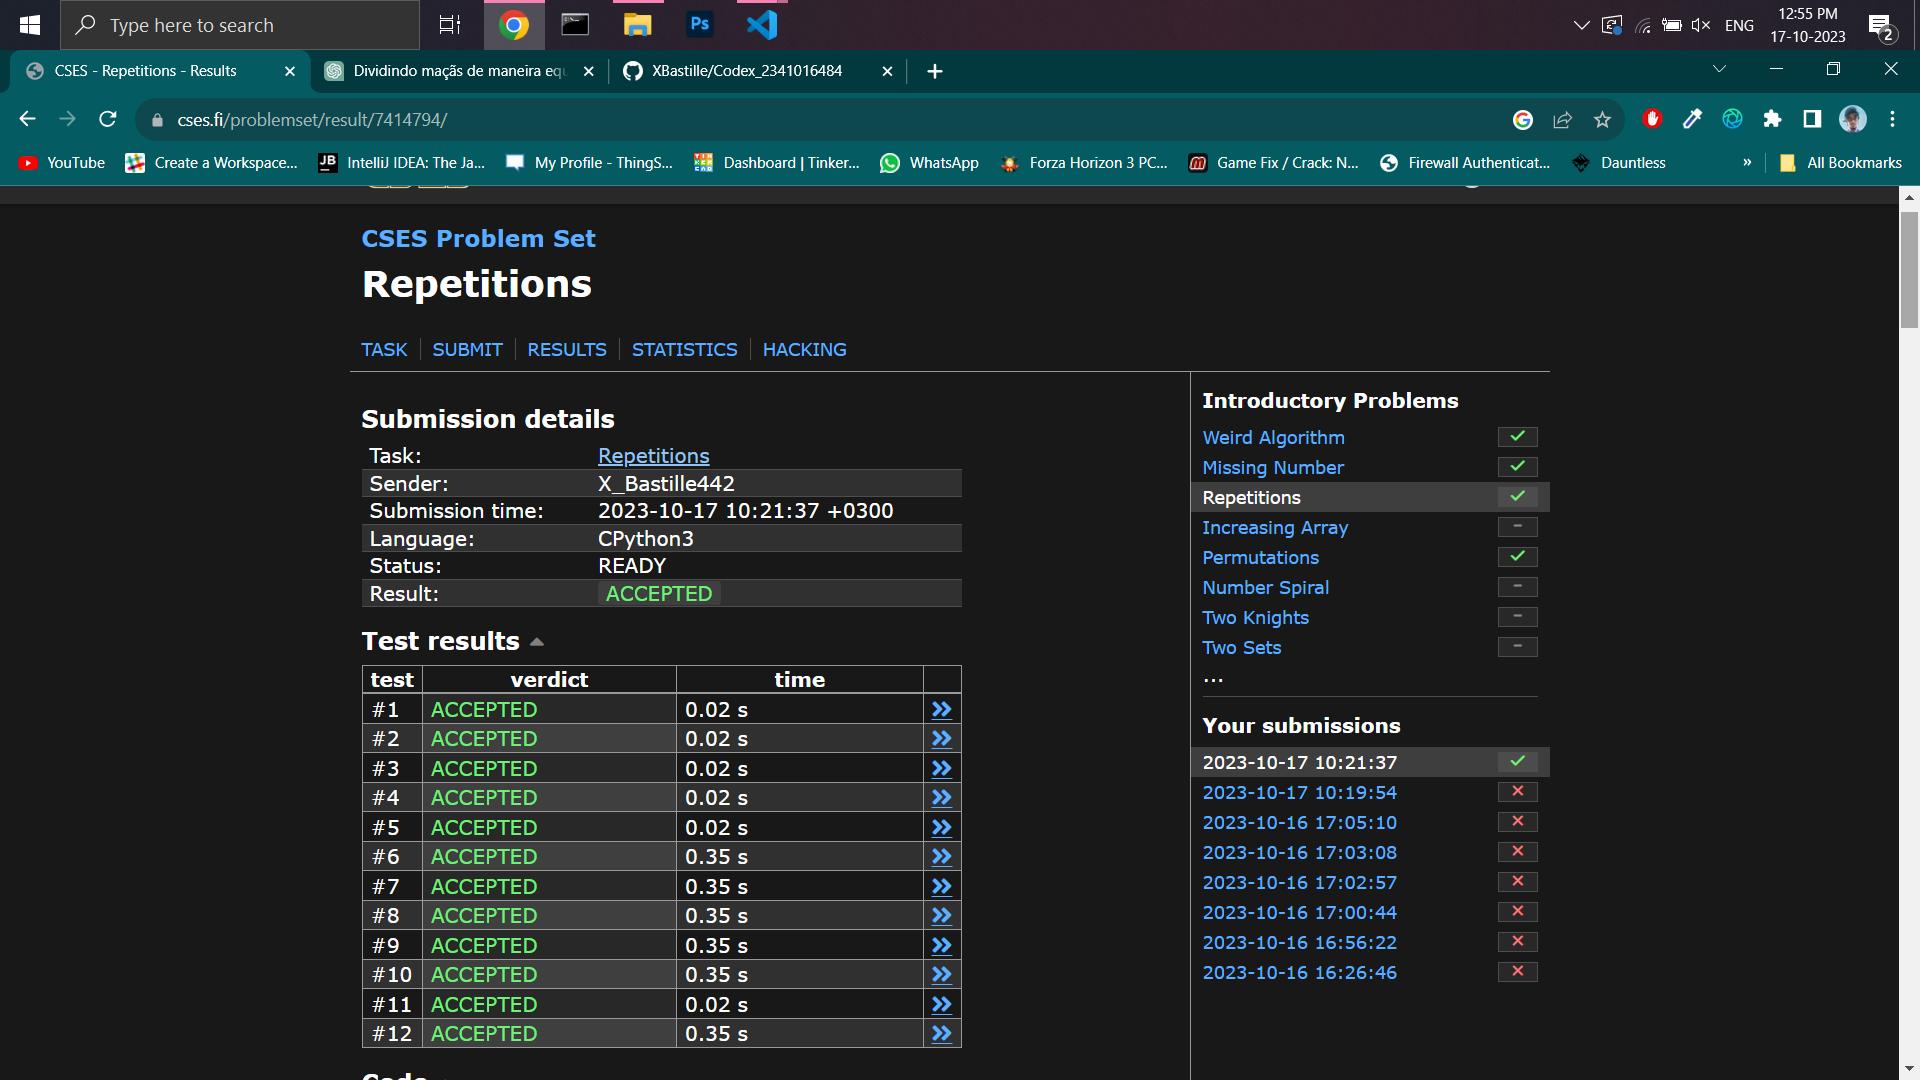 Type here to search
Ps
ENG
12:55 PM
17-10-2023
2
CSES - Repetitions - Results
Dividindo maçãs de maneira equ
XBastille/Codex_2341016484
cses.fi/problemset/result/7414794/
YouTube
Create a Workspace...
JB
IntelliJ IDEA: The Ja...
My Profile - ThingS...
Dashboard | Tinker...
WhatsApp
Forza Horizon 3 PC...
Game Fix / Crack: N...
Firewall Authenticat...
Dauntless
»
All Bookmarks
CSES Problem Set
Repetitions
TASK | SUBMIT | RESULTS | STATISTICS | HACKING
Submission details
Task: Repetitions
Sender: X_Bastille442
Submission time: 2023-10-17 10:21:37 +0300
Language: CPython3
Status: READY
Result: ACCEPTED
Test results
test verdict time
#1 ACCEPTED 0.02 s »
#2 ACCEPTED 0.02 s »
#3 ACCEPTED 0.02 s »
#4 ACCEPTED 0.02 s »
#5 ACCEPTED 0.02 s »
#6 ACCEPTED 0.35 s »
#7 ACCEPTED 0.35 s »
#8 ACCEPTED 0.35 s »
#9 ACCEPTED 0.35 s »
#10 ACCEPTED 0.35 s »
#11 ACCEPTED 0.02 s »
#12 ACCEPTED 0.35 s »
Code
Introductory Problems
Weird Algorithm
Missing Number
Repetitions
Increasing Array
Permutations
Number Spiral
Two Knights
Two Sets
...
Your submissions
2023-10-17 10:21:37
2023-10-17 10:19:54
2023-10-16 17:05:10
2023-10-16 17:03:08
2023-10-16 17:02:57
2023-10-16 17:00:44
2023-10-16 16:56:22
2023-10-16 16:26:46